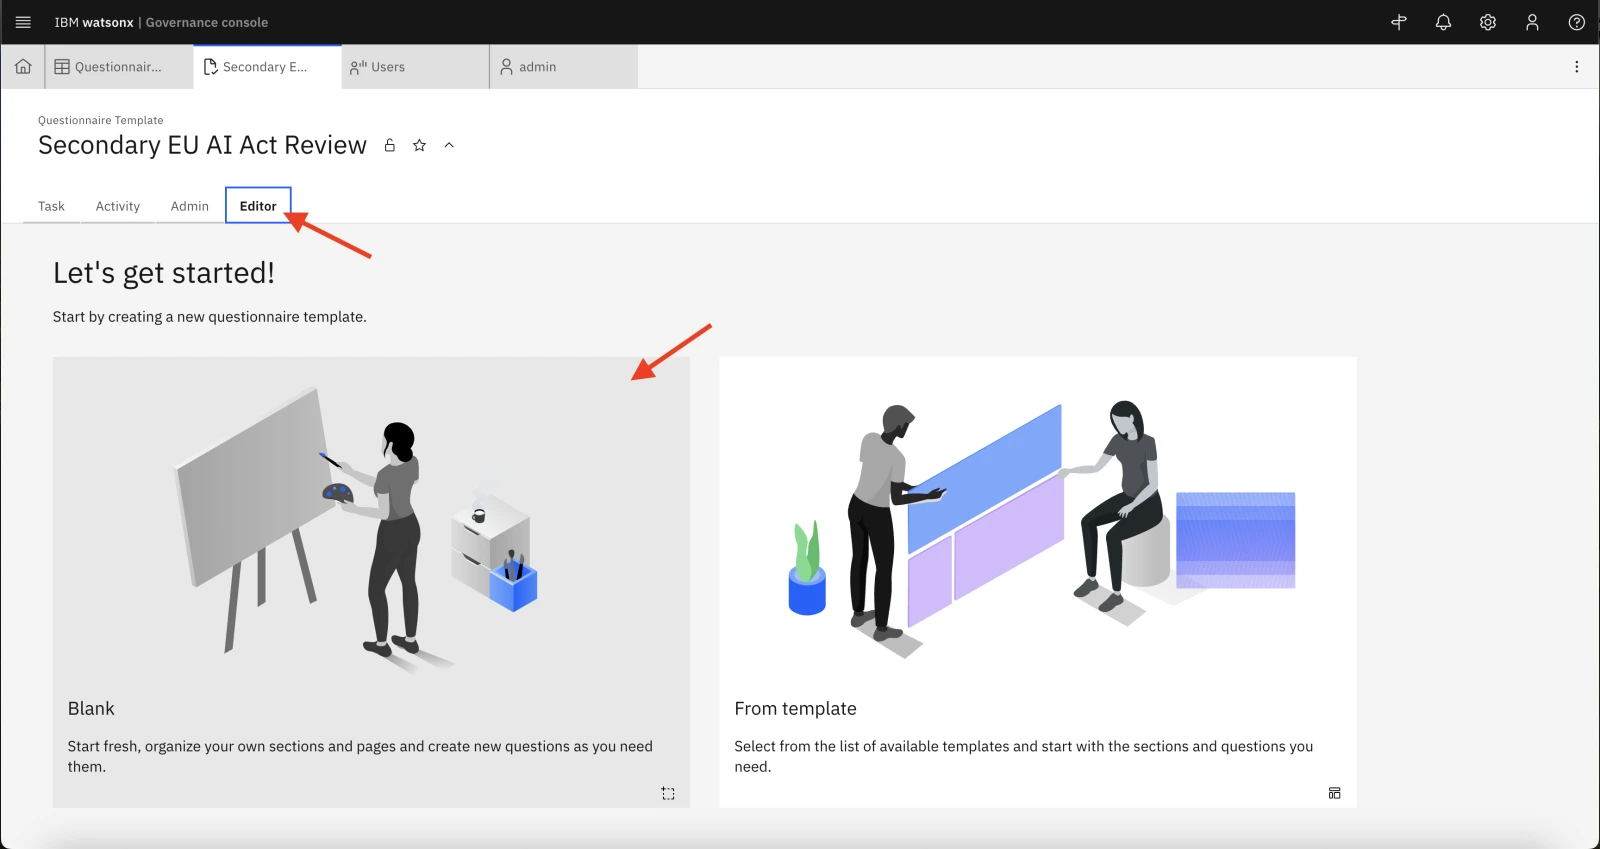 IBM watsonx | Governance console
Questionnair...
Secondary E...
Users
admin
Questionnaire Template
Secondary EU AI Act Review
Task
Activity
Admin
Editor
Let's get started!
Start by creating a new questionnaire template.
Blank
Start fresh, organize your own sections and pages and create new questions as you need
them.
From template
Select from the list of available templates and start with the sections and questions you
need.